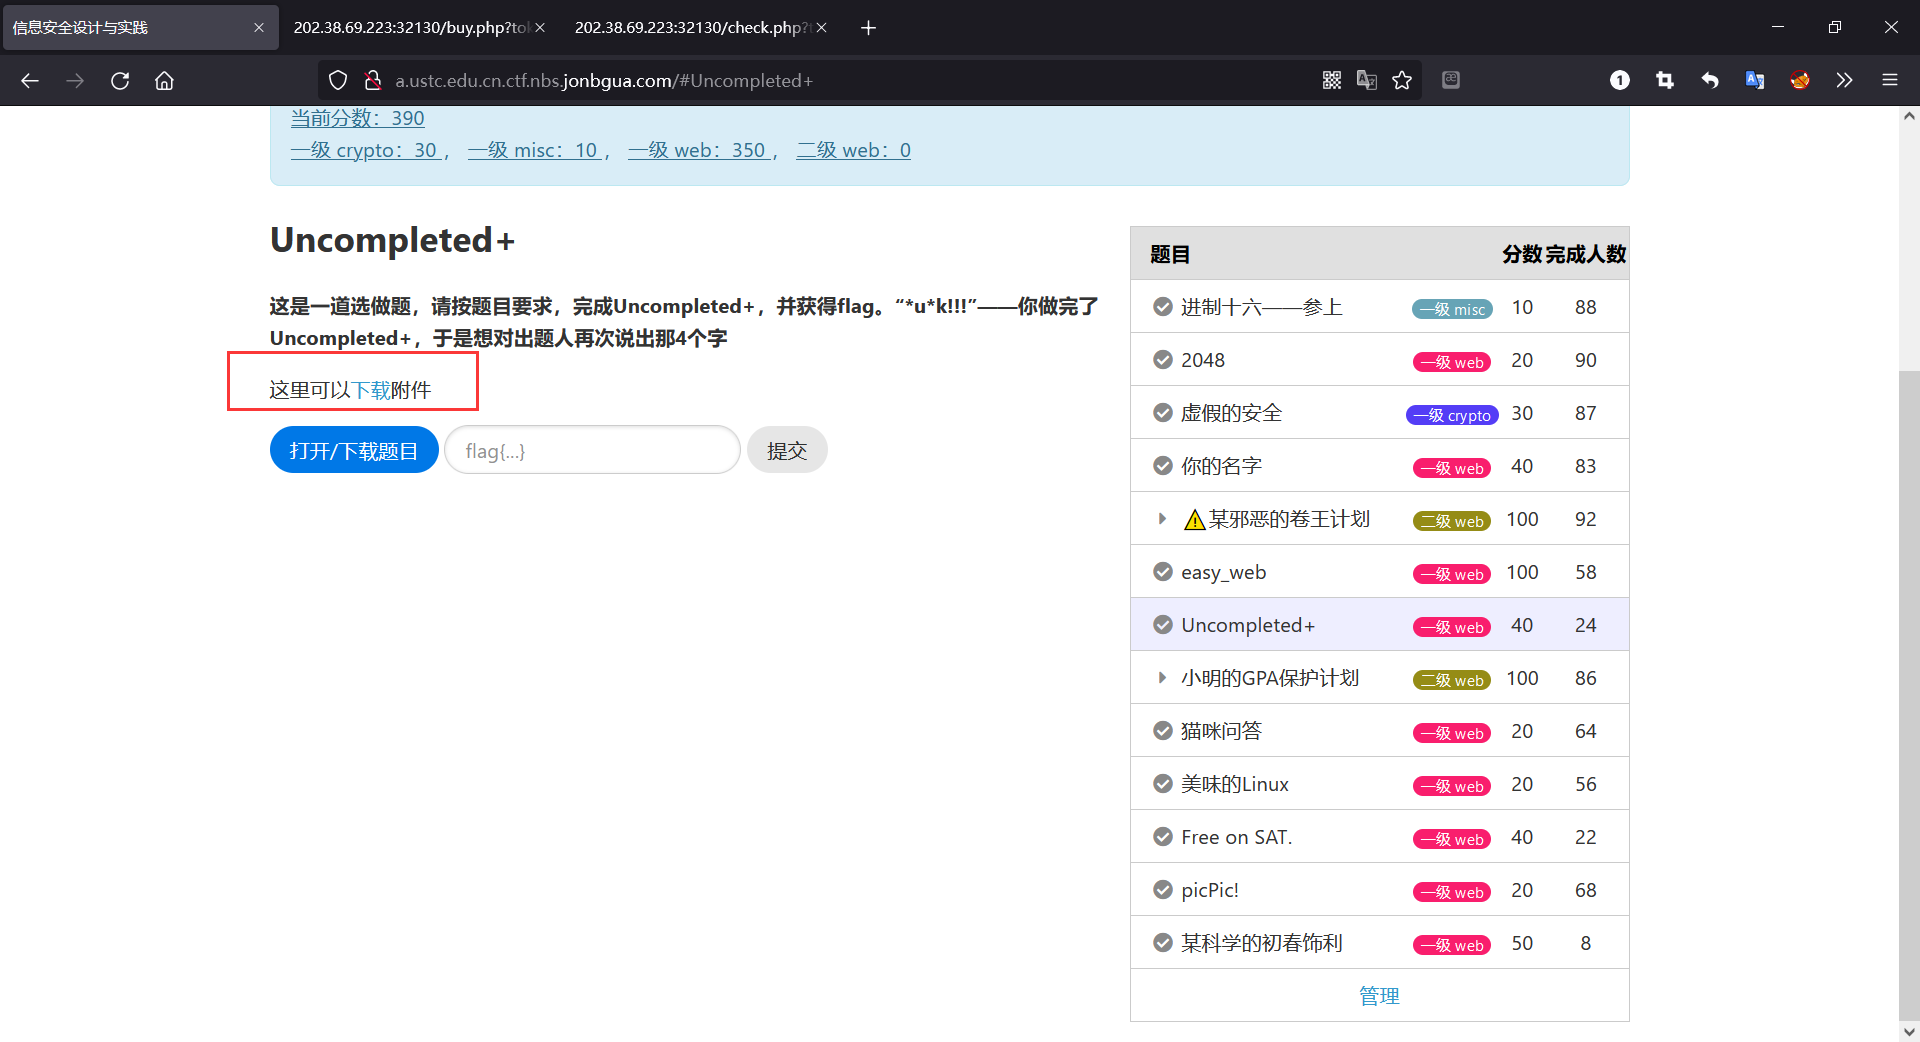 信息安全设计与实践
202.38.69.223:32130/buy.php?tok
202.38.69.223:32130/check.php?t
a.ustc.edu.cn.ctf.nbs.jonbgua.com/#Uncompleted+
当前分数：390
一级 crypto：30 ， 一级 misc：10 ， 一级 web：350 ， 二级 web：0
Uncompleted+
这是一道选做题，请按题目要求，完成Uncompleted+，并获得flag。“*u*k!!!”——你做完了
Uncompleted+，于是想对出题人再次说出那4个字
这里可以下载附件
打开/下载题目 flag{...} 提交
题目 分数 完成人数
进制十六——参上 一级 misc 10 88
2048 一级 web 20 90
虚假的安全 一级 crypto 30 87
你的名字 一级 web 40 83
某邪恶的卷王计划 二级 web 100 92
easy_web 一级 web 100 58
Uncompleted+ 一级 web 40 24
小明的GPA保护计划 二级 web 100 86
猫咪问答 一级 web 20 64
美味的Linux 一级 web 20 56
Free on SAT. 一级 web 40 22
picPic! 一级 web 20 68
某科学的初春饰利 一级 web 50 8
管理